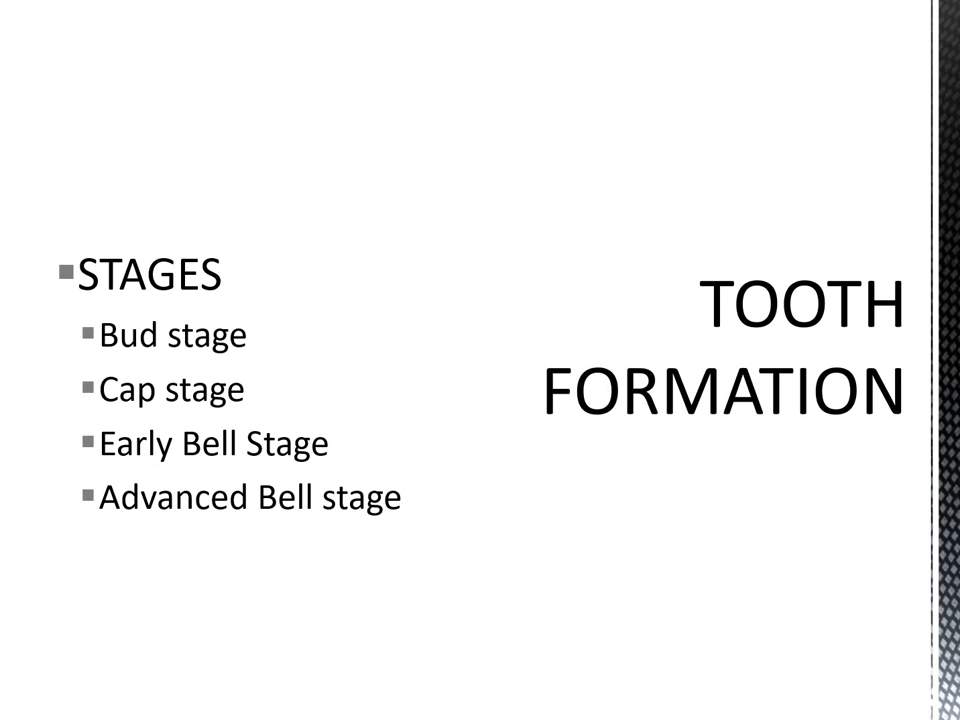 ▪STAGES
▪Bud stage
▪Cap stage
▪Early Bell Stage
▪Advanced Bell stage
TOOTH
FORMATION